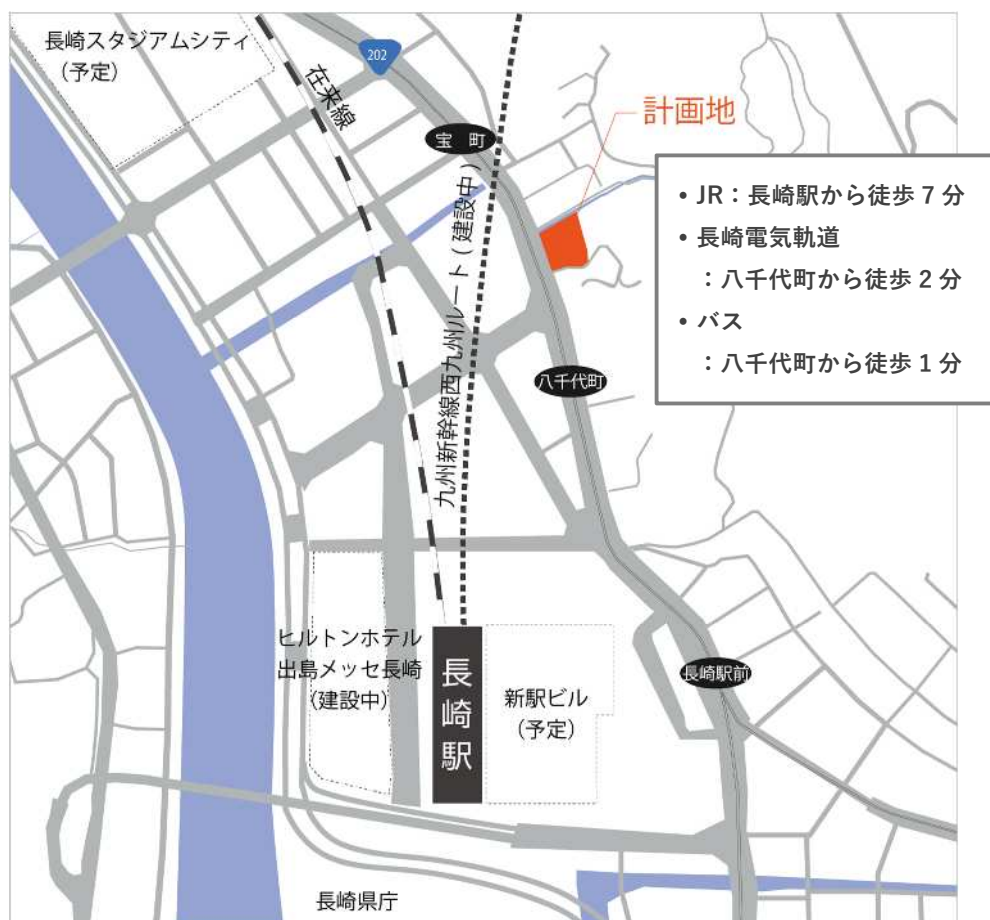 長崎スタジアムシティ
(予定)
202
在来線
計画地
宝 町
• JR：長崎駅から徒歩 7 分
• 長崎電気軌道
：八千代町から徒歩 2 分
• バス
：八千代町から徒歩 1 分
九州新幹線西九州ルート(建設中)
八千代町
ヒルトンホテル
出島メッセ長崎
(建設中)
長崎駅
新駅ビル
(予定)
長崎駅前
長崎県庁